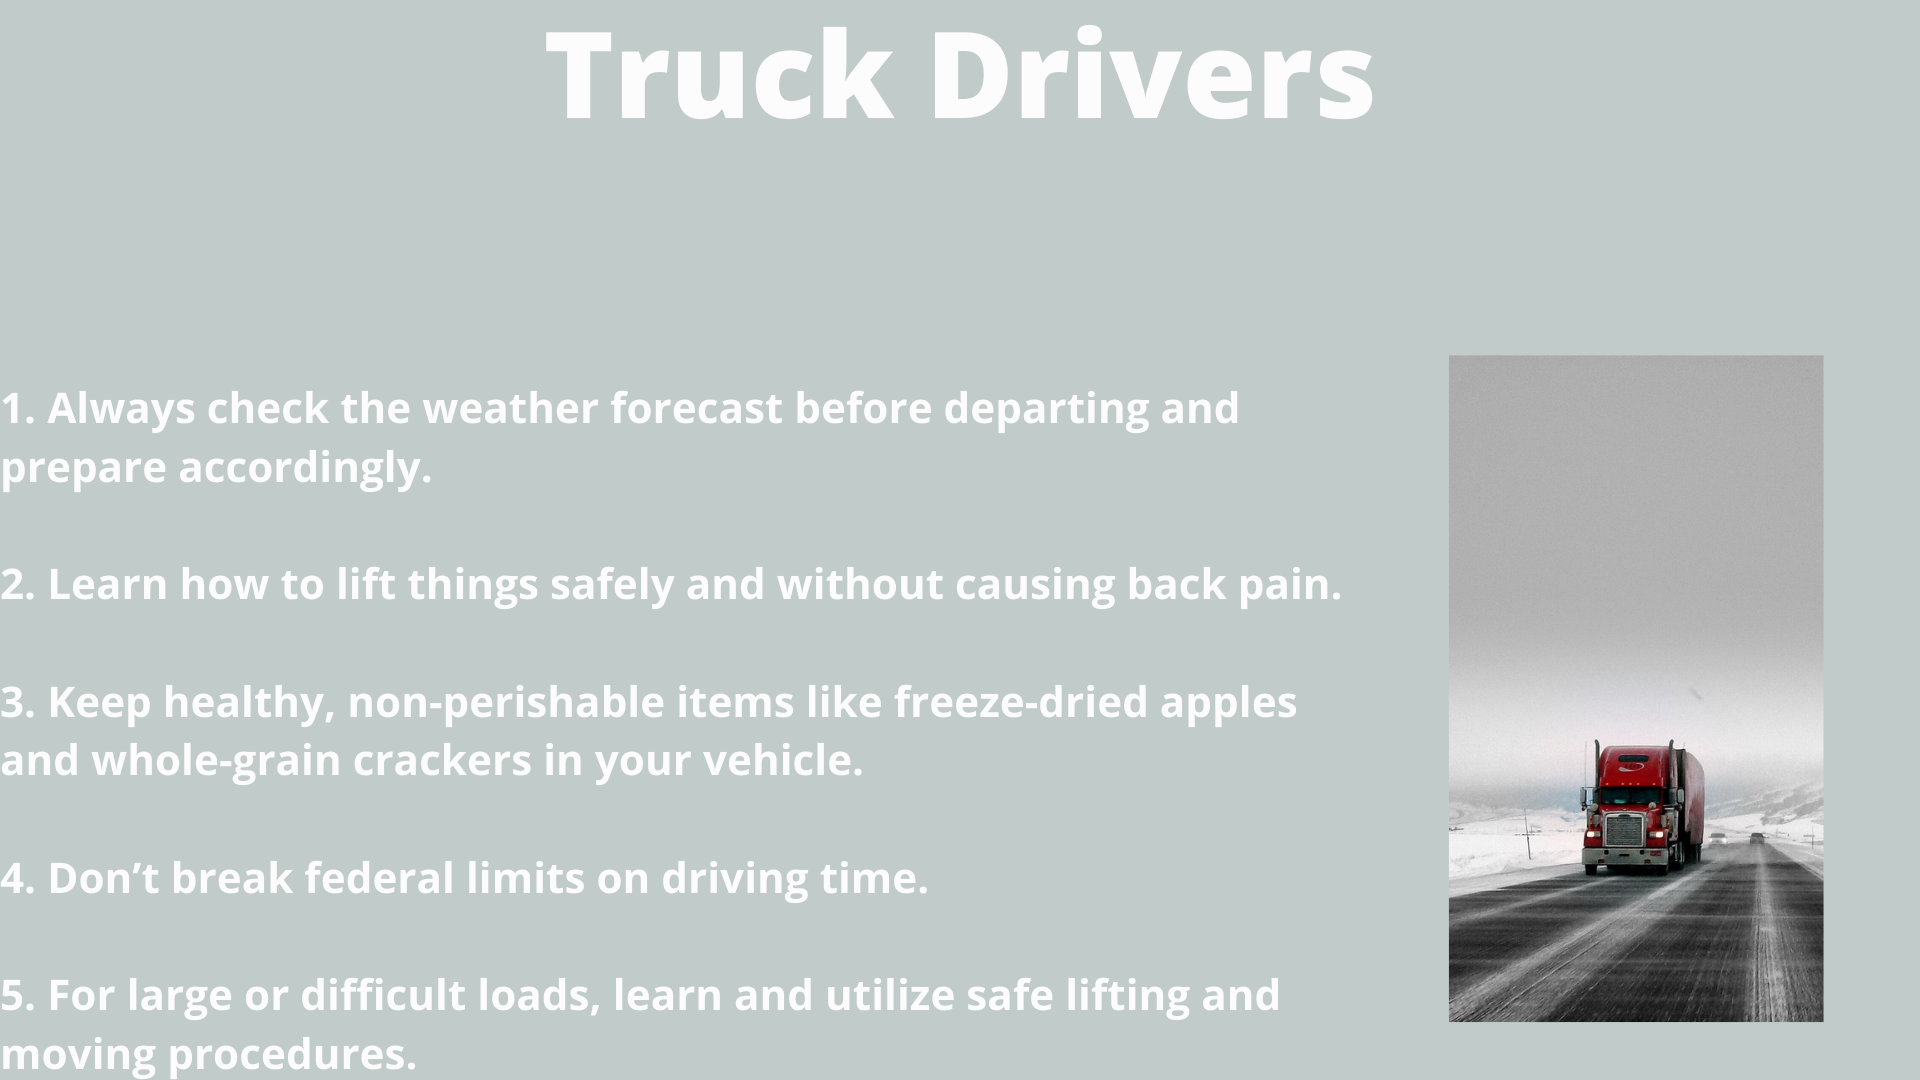 Truck Drivers
1. Always check the weather forecast before departing and
prepare accordingly.
2. Learn how to lift things safely and without causing back pain.
3. Keep healthy, non-perishable items like freeze-dried apples
and whole-grain crackers in your vehicle.
4. Don’t break federal limits on driving time.
5. For large or difficult loads, learn and utilize safe lifting and
moving procedures.